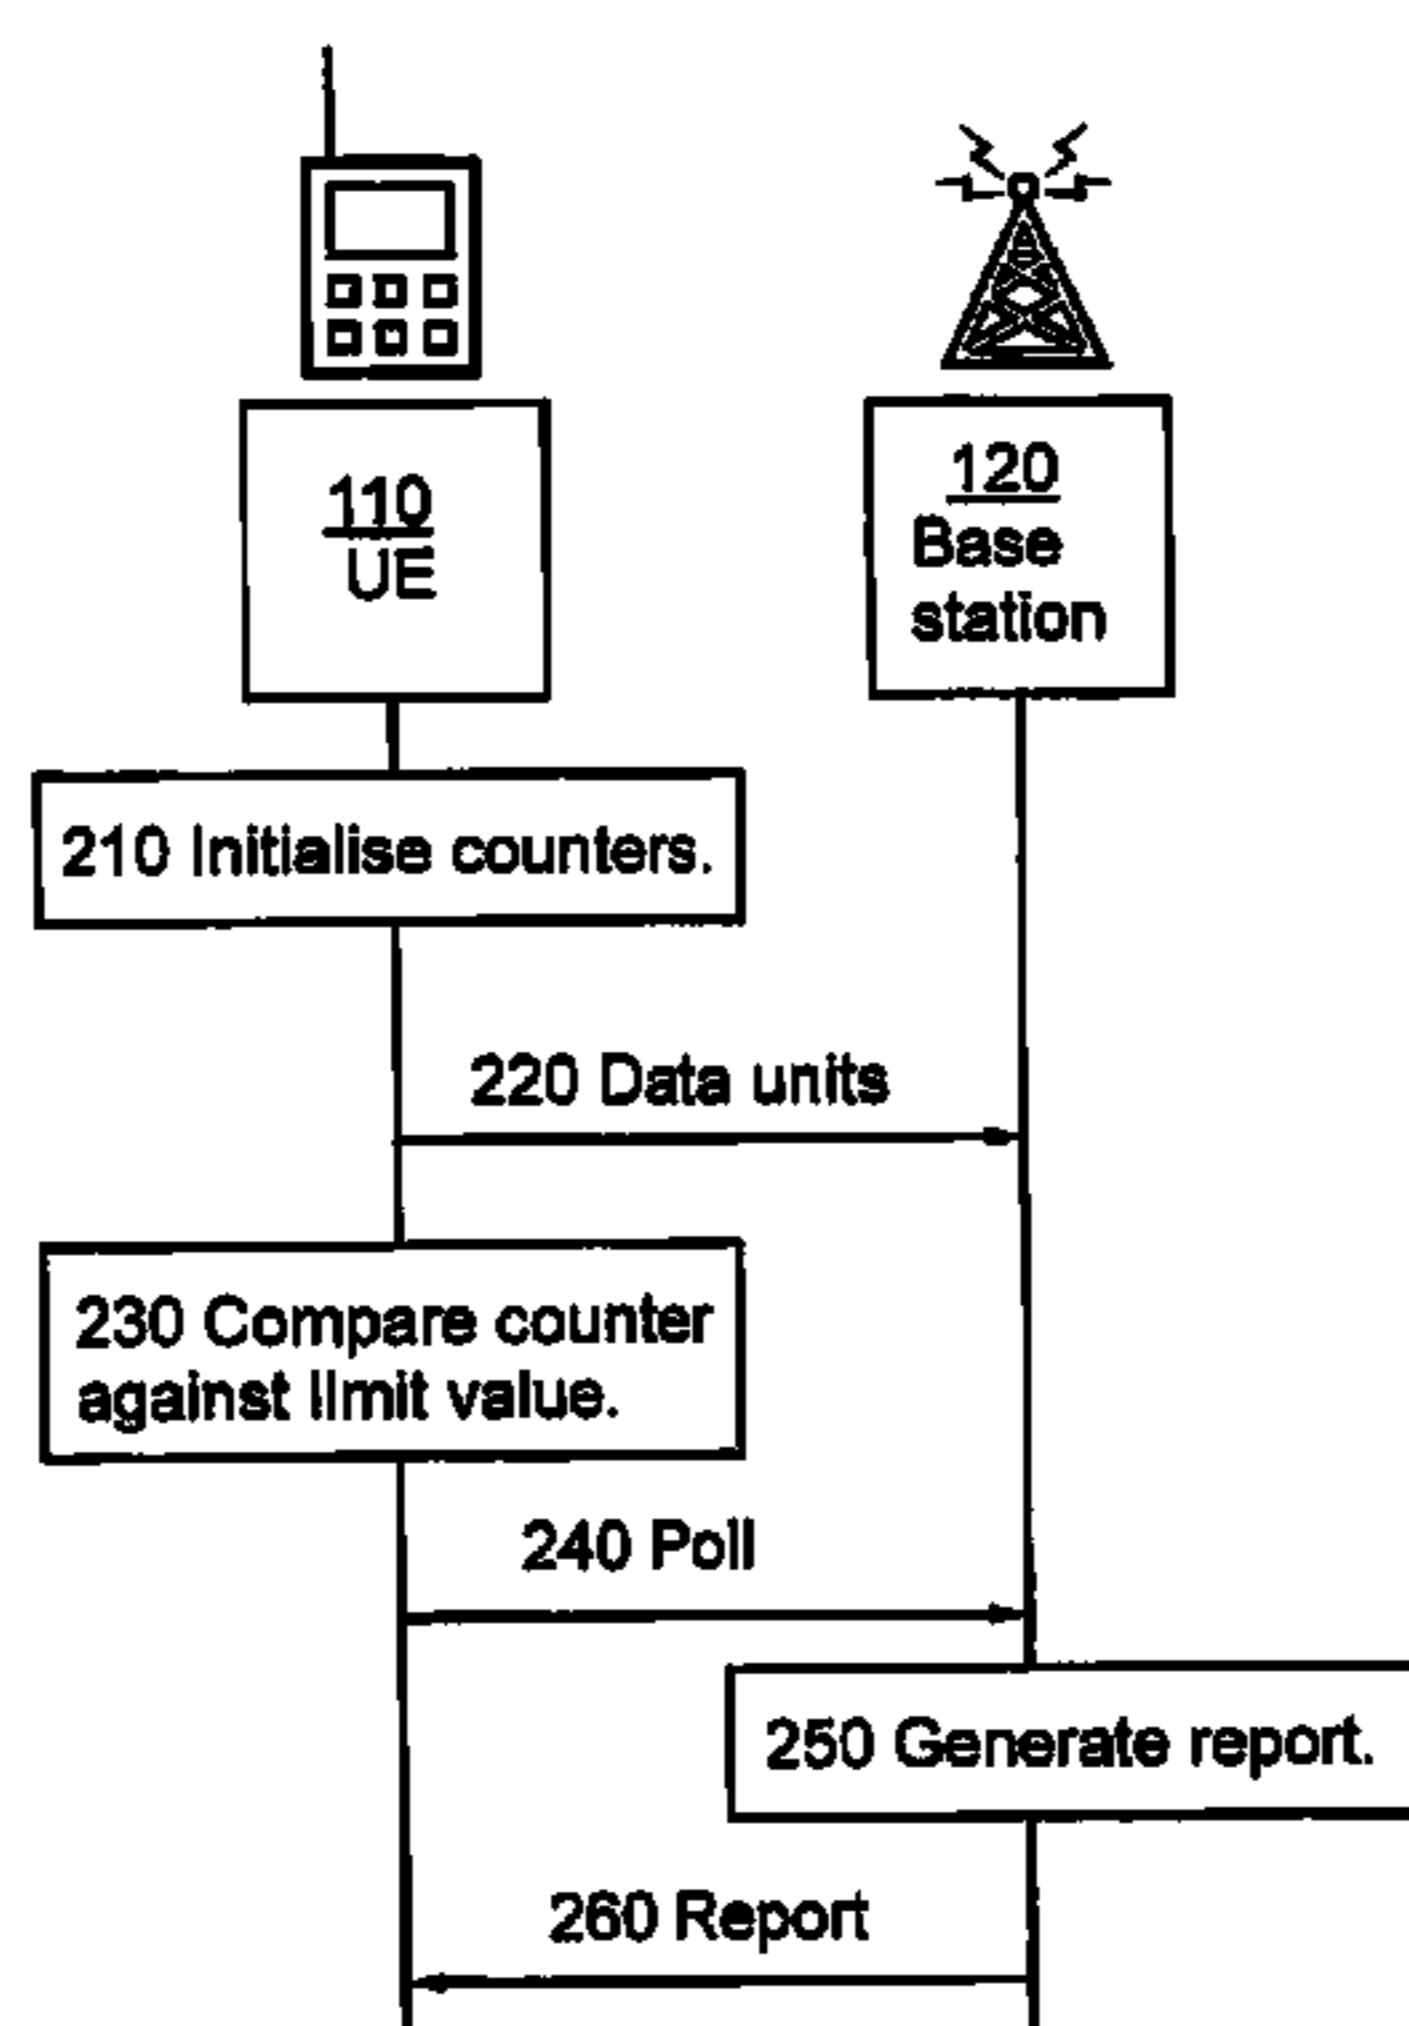 110
UE
120
Base
station
210 Initialise counters.
220 Data units
230 Compare counter
against limit value.
240 Poll
250 Generate report.
260 Report